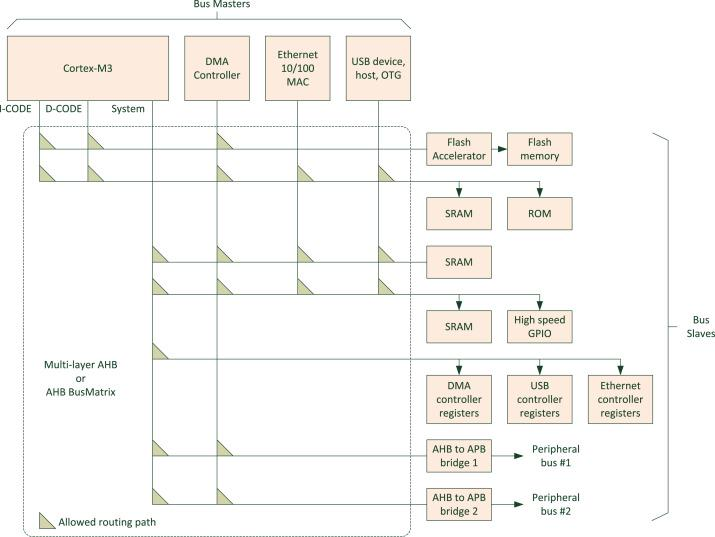 Bus Masters
Cortex-M3
DMA
Controller
Ethernet
10/100
MAC
USB device,
host, OTG
I-CODE
D-CODE
System
Flash
Accelerator
Flash
memory
SRAM
ROM
SRAM
SRAM
High speed
GPIO
Bus
Slaves
Multi-layer AHB
or
AHB BusMatrix
DMA
controller
registers
USB
controller
registers
Ethernet
controller
registers
AHB to APB
bridge 1
Peripheral
bus #1
AHB to APB
bridge 2
Peripheral
bus #2
Allowed routing path